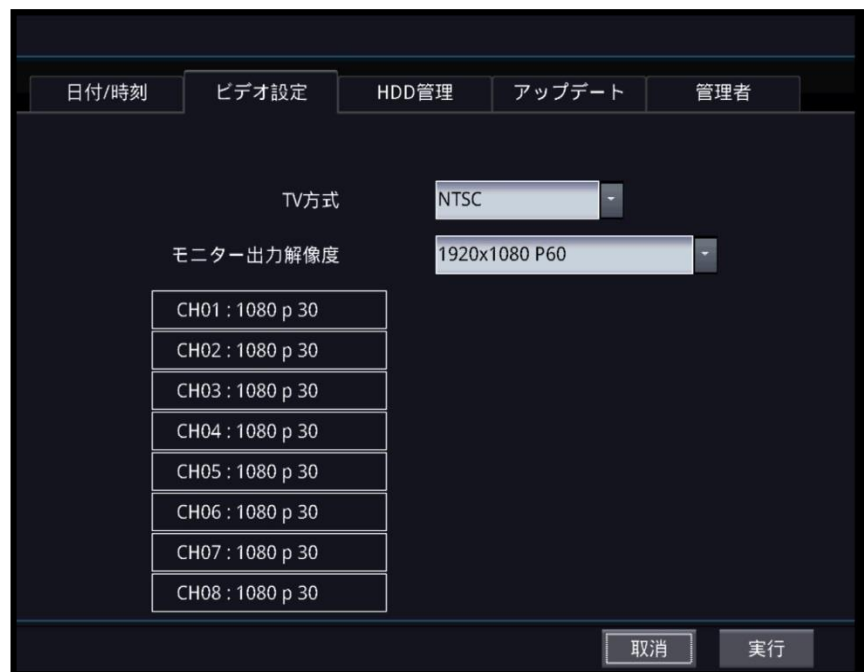 日付/時刻 ビデオ設定 HDD管理 アップデート 管理者
TV方式 NTSC
モニター出力解像度 1920x1080 P60
CH01 : 1080 p 30
CH02 : 1080 p 30
CH03 : 1080 p 30
CH04 : 1080 p 30
CH05 : 1080 p 30
CH06 : 1080 p 30
CH07 : 1080 p 30
CH08 : 1080 p 30
取消 実行